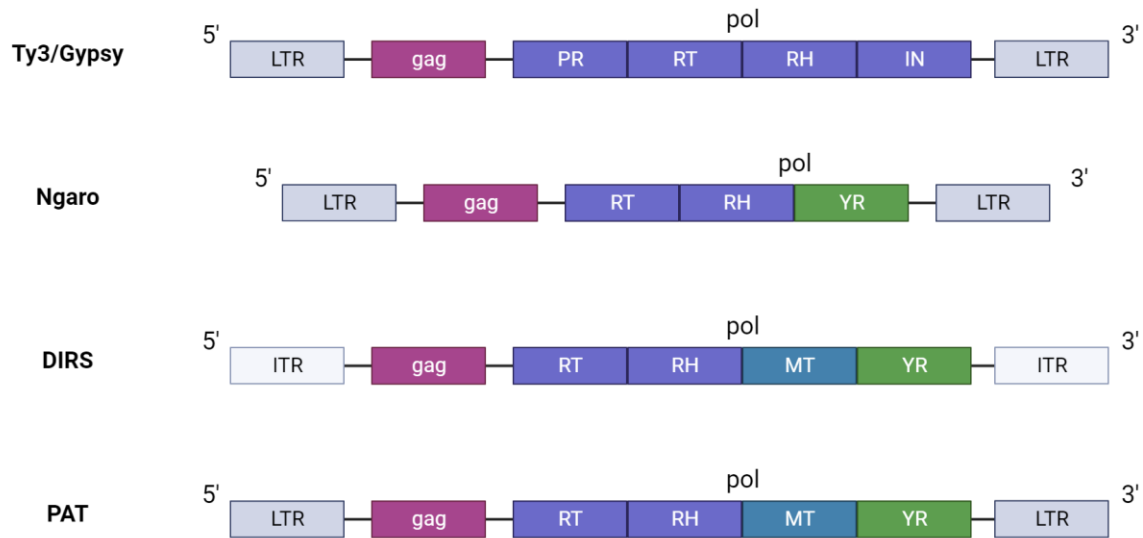 pol
Ty3/Gypsy 5' LTR gag PR RT RH IN LTR 3'
pol
Ngaro 5' LTR gag RT RH YR LTR 3'
pol
DIRS 5' ITR gag RT RH MT YR ITR 3'
pol
PAT 5' LTR gag RT RH MT YR LTR 3'